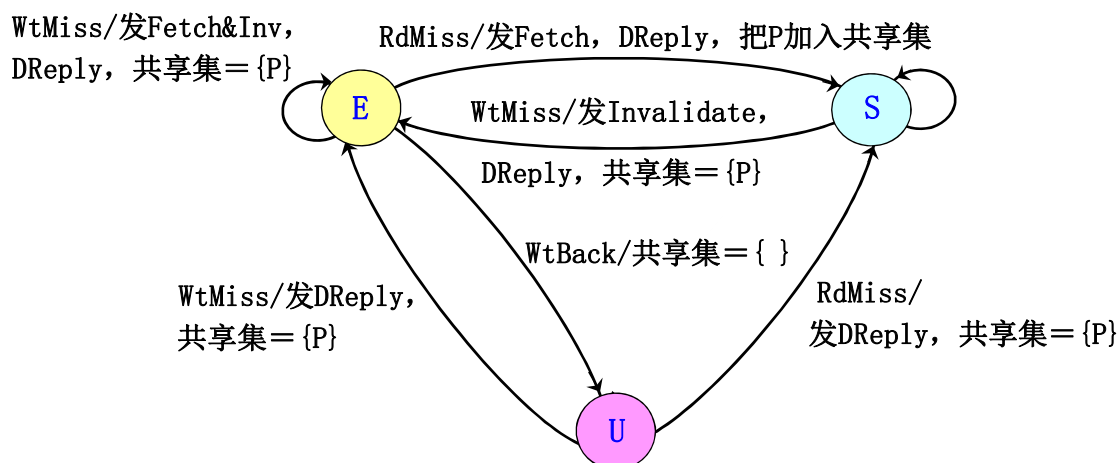 WtMiss/发Fetch&Inv,
DReply，共享集＝{P}
RdMiss/发Fetch，DReply，把P加入共享集
E
S
WtMiss/发Invalidate，
DReply，共享集＝{P}
WtBack/共享集＝{ }
WtMiss/发DReply，
共享集＝{P}
RdMiss/
发DReply，共享集＝{P}
U